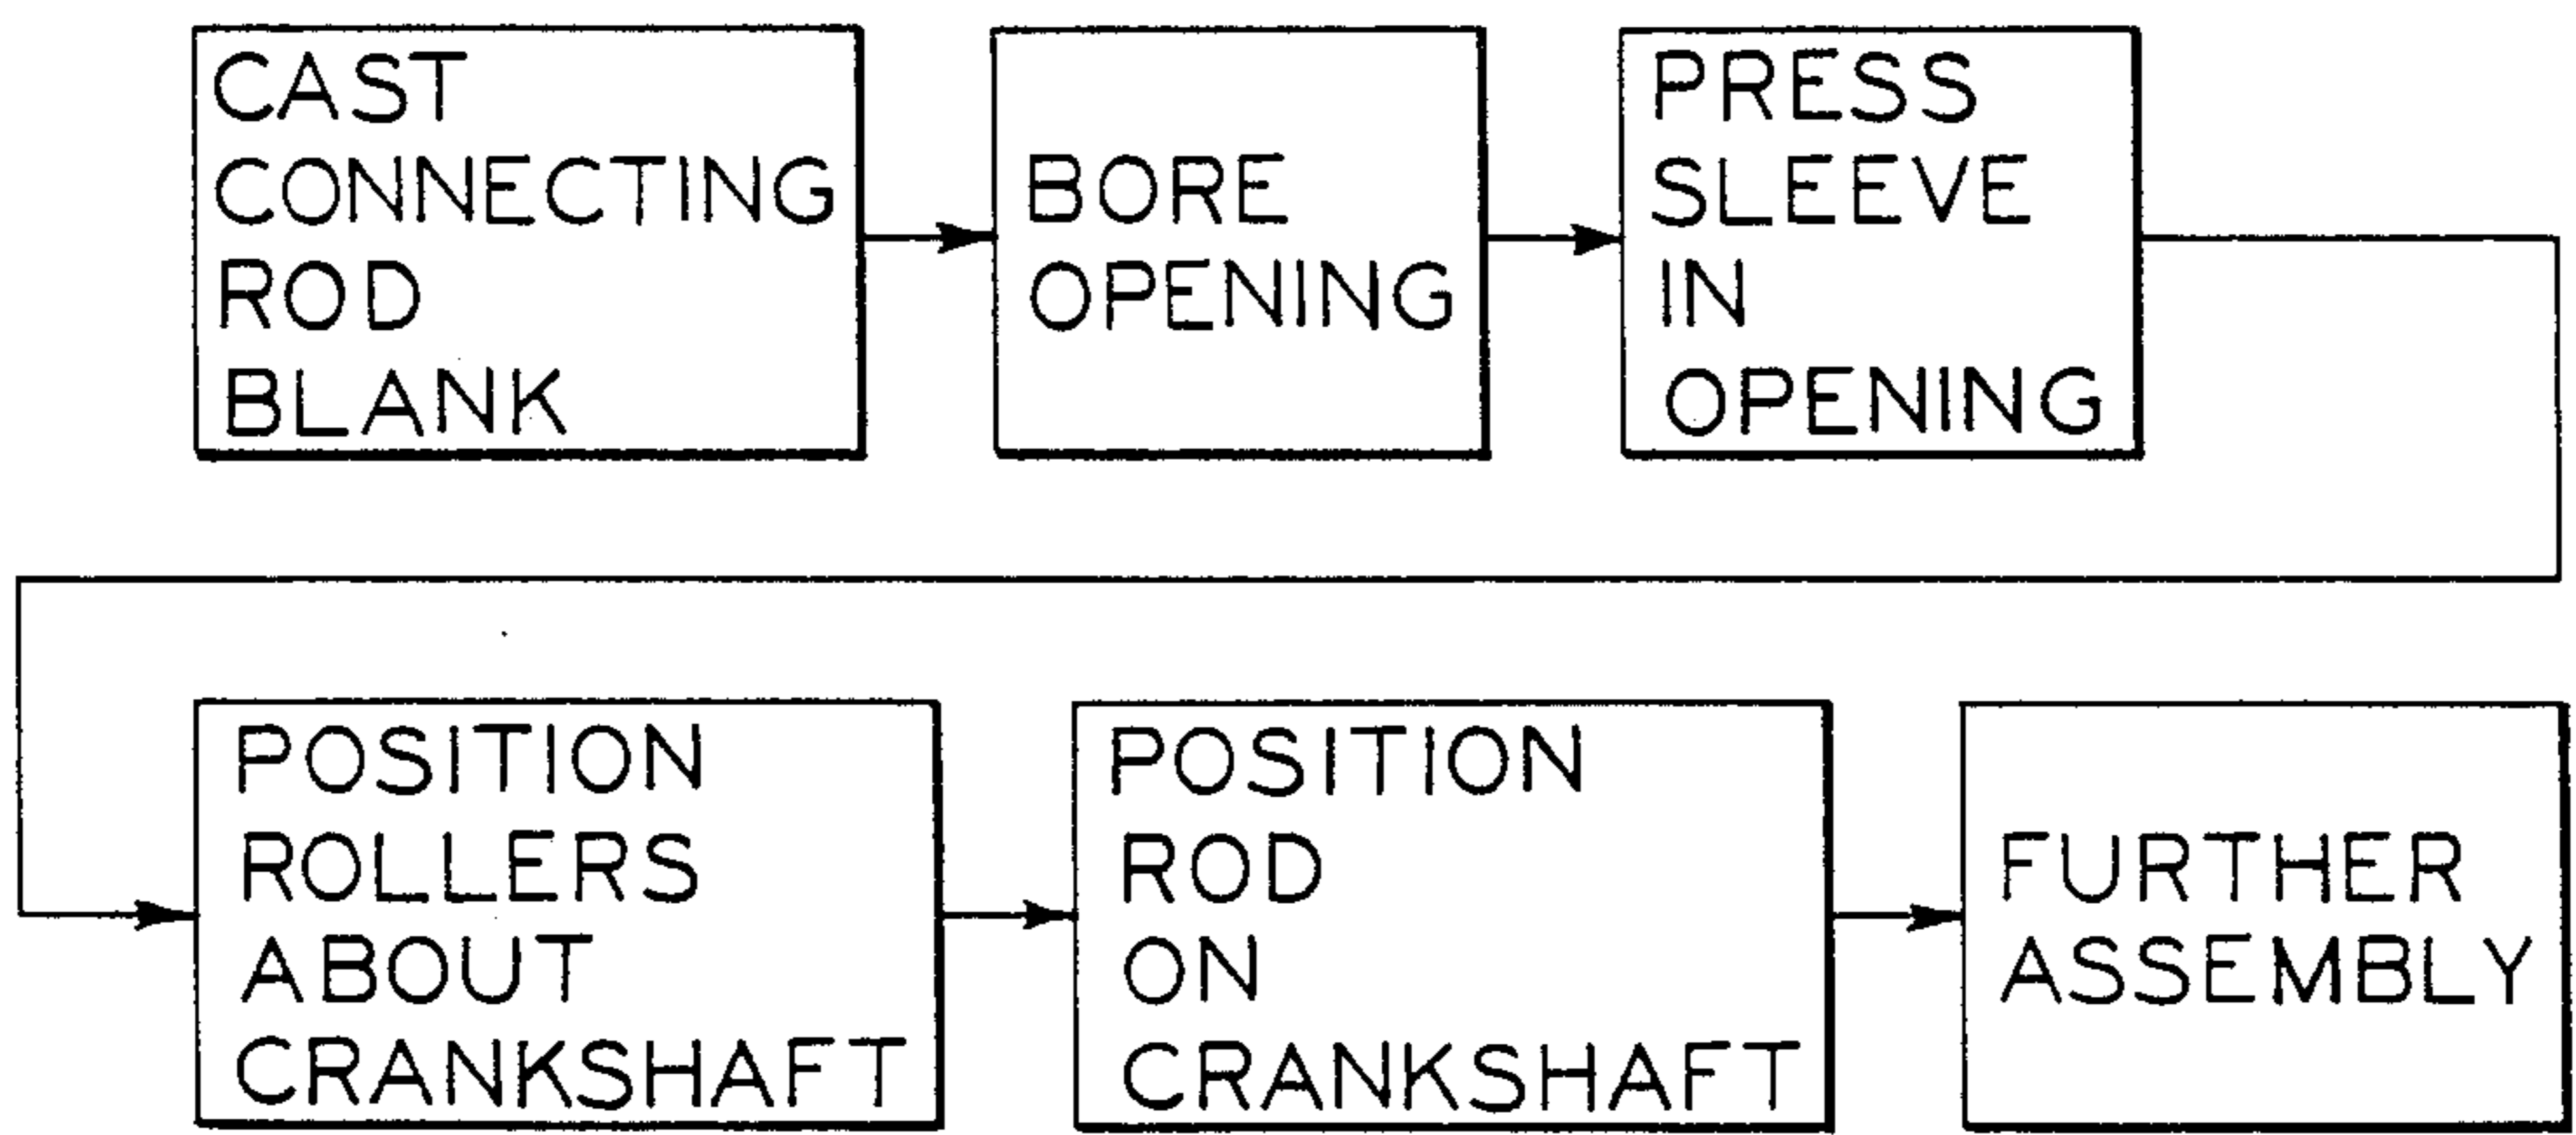 CAST
CONNECTING
ROD
BLANK
BORE
OPENING
PRESS
SLEEVE
IN
OPENING
POSITION
ROLLERS
ABOUT
CRANKSHAFT
POSITION
ROD
ON
CRANKSHAFT
FURTHER
ASSEMBLY